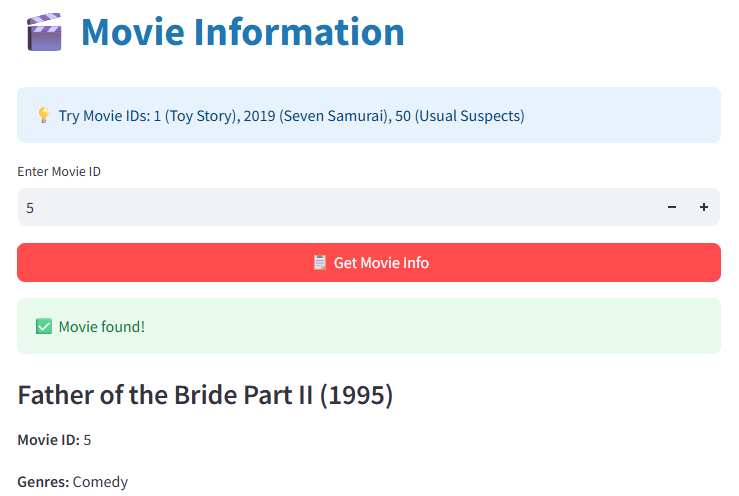 Movie Information
Try Movie IDs: 1 (Toy Story), 2019 (Seven Samurai), 50 (Usual Suspects)
Enter Movie ID
5
Get Movie Info
Movie found!
Father of the Bride Part II (1995)
Movie ID: 5
Genres: Comedy